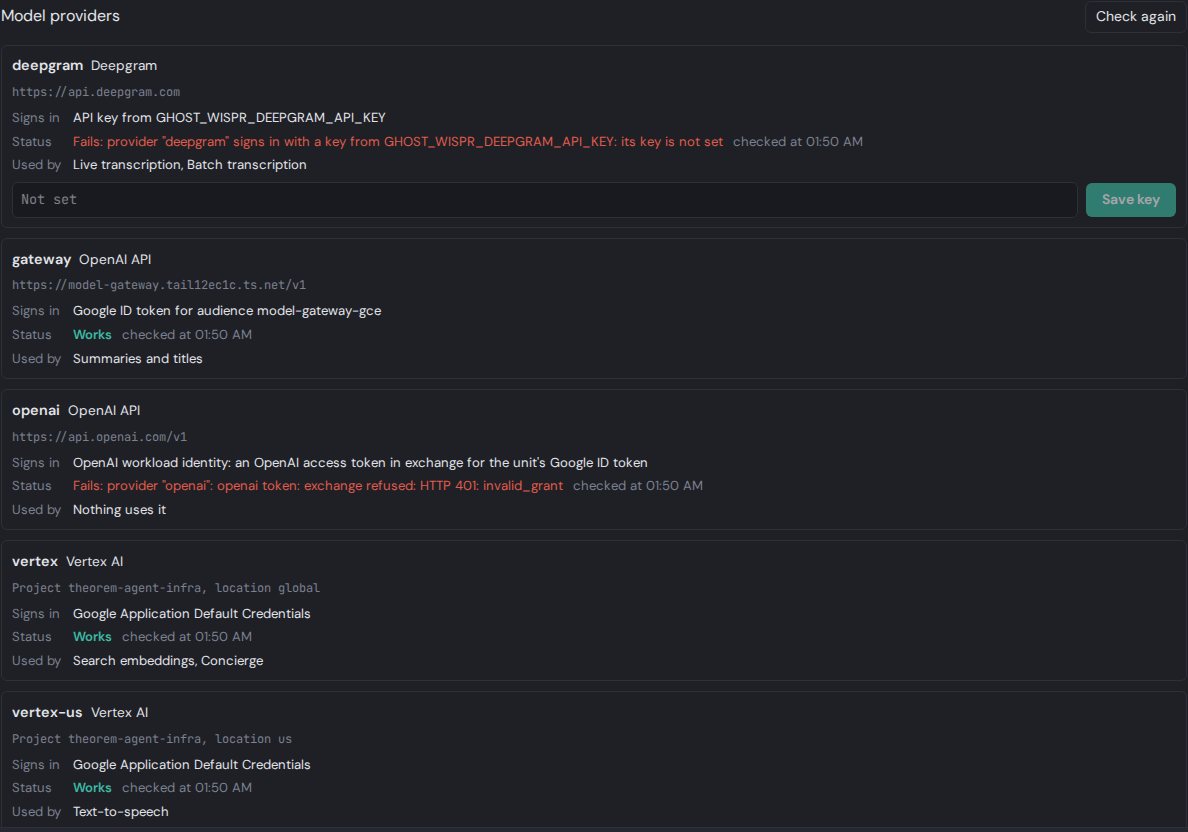 Model providers
Check again
deepgram Deepgram
https://api.deepgram.com
Signs in API key from GHOST_WISPR_DEEPGRAM_API_KEY
Status Fails: provider "deepgram" signs in with a key from GHOST_WISPR_DEEPGRAM_API_KEY: its key is not set checked at 01:50 AM
Used by Live transcription, Batch transcription
Not set
Save key
gateway OpenAI API
https://model-gateway.tail12ec1c.ts.net/v1
Signs in Google ID token for audience model-gateway-gce
Status Works checked at 01:50 AM
Used by Summaries and titles
openai OpenAI API
https://api.openai.com/v1
Signs in OpenAI workload identity: an OpenAI access token in exchange for the unit's Google ID token
Status Fails: provider "openai": openai token: exchange refused: HTTP 401: invalid_grant checked at 01:50 AM
Used by Nothing uses it
vertex Vertex AI
Project theorem-agent-infra, location global
Signs in Google Application Default Credentials
Status Works checked at 01:50 AM
Used by Search embeddings, Concierge
vertex-us Vertex AI
Project theorem-agent-infra, location us
Signs in Google Application Default Credentials
Status Works checked at 01:50 AM
Used by Text-to-speech